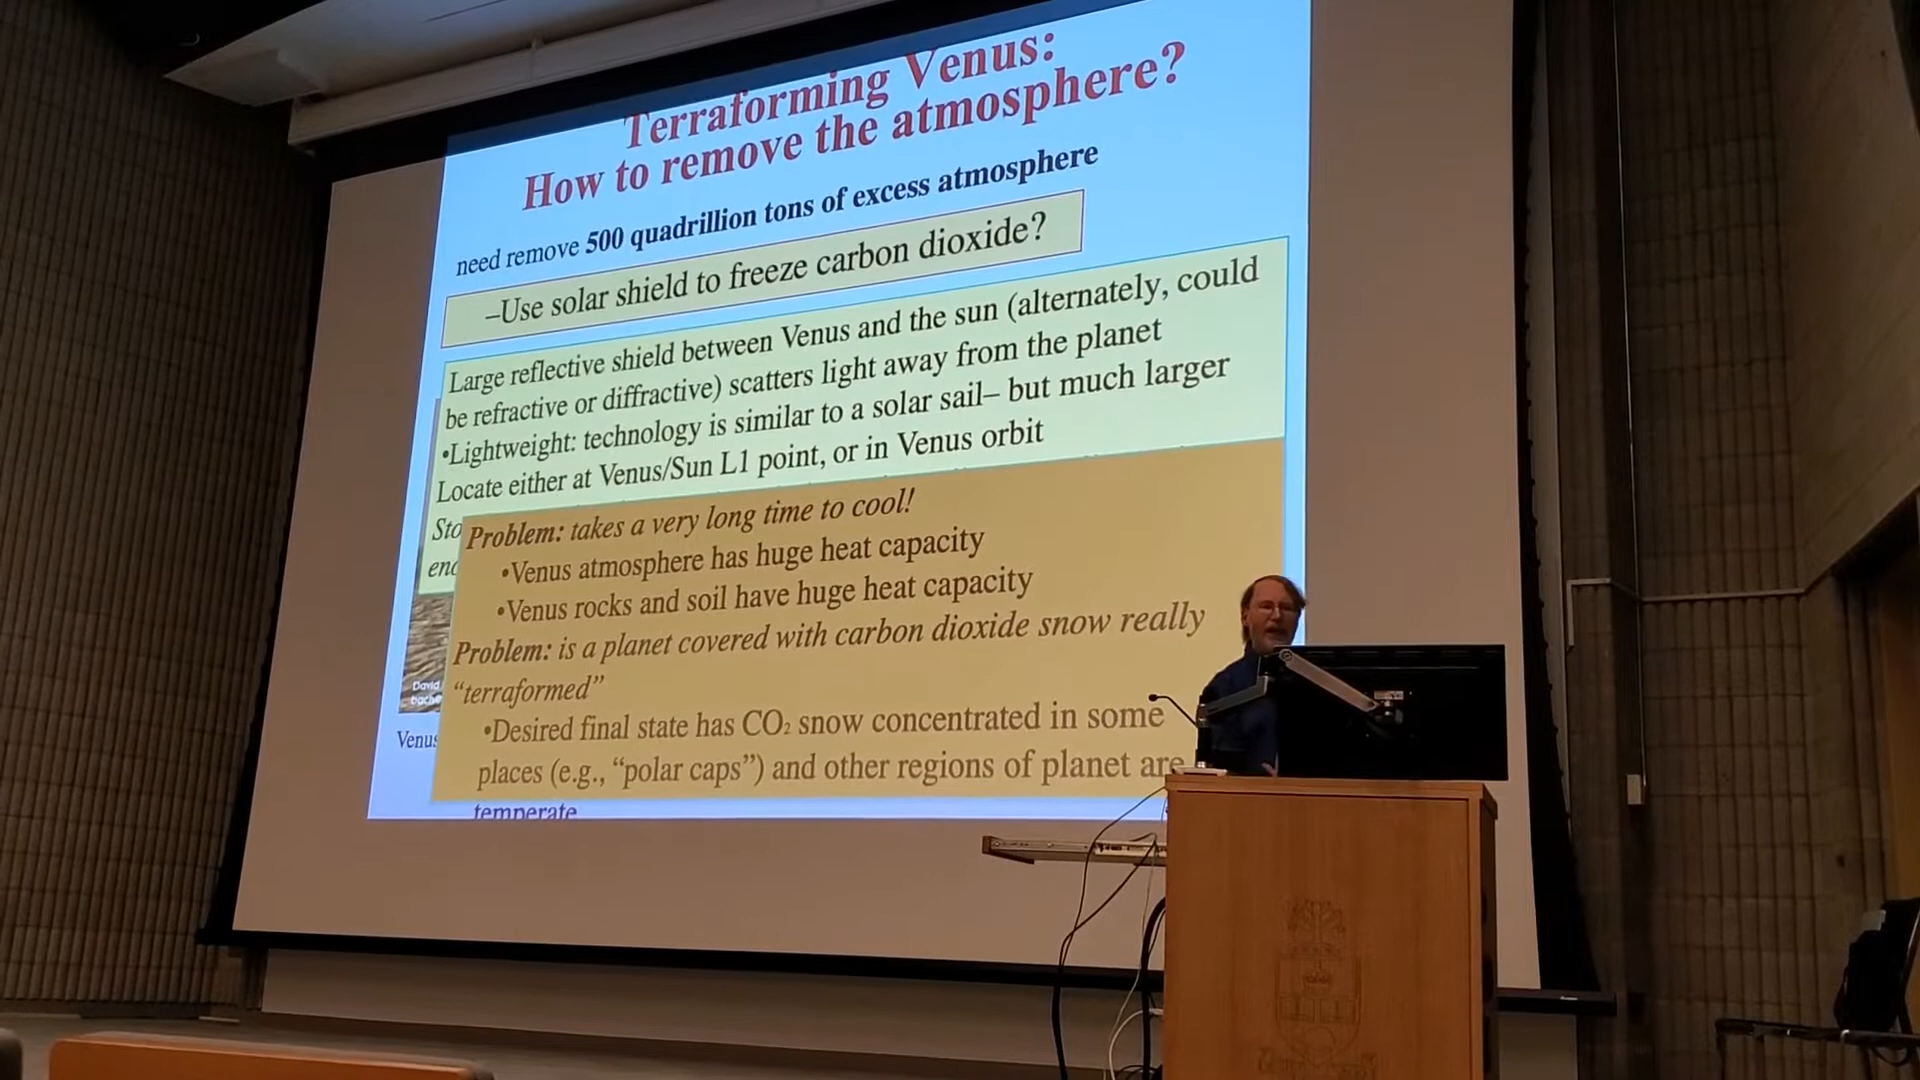 Terraforming Venus:
How to remove the atmosphere?
need remove 500 quadrillion tons of excess atmosphere
–Use solar shield to freeze carbon dioxide?
Large reflective shield between Venus and the sun (alternately, could
be refractive or diffractive) scatters light away from the planet
•Lightweight: technology is similar to a solar sail– but much larger
Locate either at Venus/Sun L1 point, or in Venus orbit
Sto
enc
Problem: takes a very long time to cool!
•Venus atmosphere has huge heat capacity
•Venus rocks and soil have huge heat capacity
Problem: is a planet covered with carbon dioxide snow really
“terraformed”
•Desired final state has CO₂ snow concentrated in some
places (e.g., “polar caps”) and other regions of planet are
temperate
David
Venus